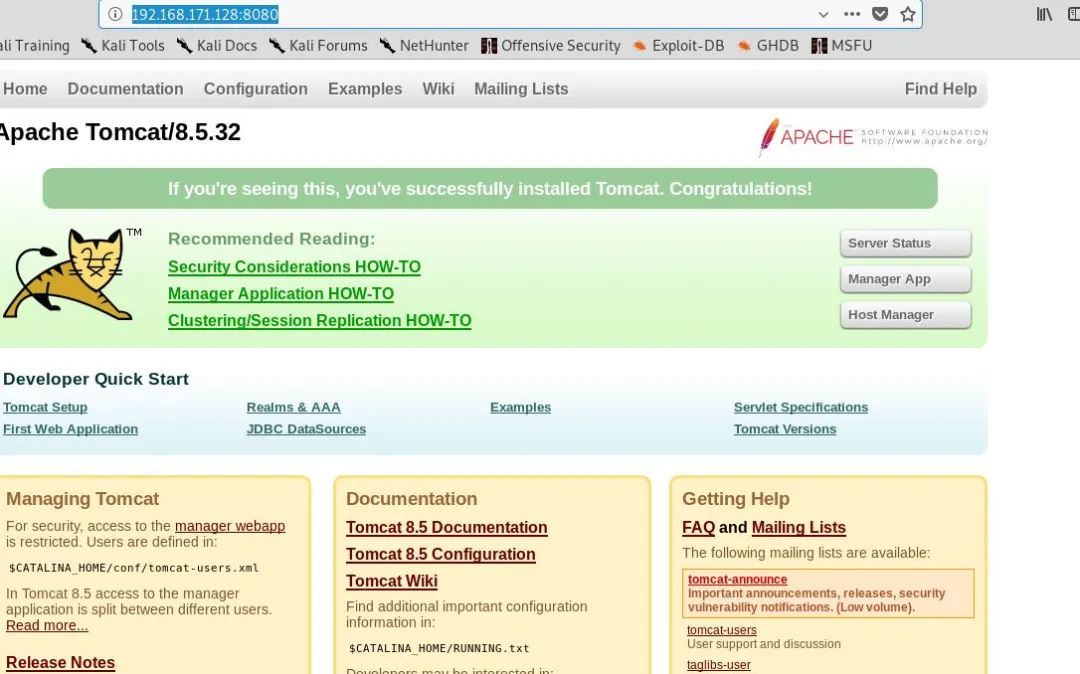 192.168.171.128:8080
ali Training Kali Tools Kali Docs Kali Forums NetHunter Offensive Security Exploit-DB GHDB MSFU
Home Documentation Configuration Examples Wiki Mailing Lists Find Help
Apache Tomcat/8.5.32
APACHE SOFTWARE FOUNDATION
http://www.apache.org/
If you're seeing this, you've successfully installed Tomcat. Congratulations!
TM
Recommended Reading:
Security Considerations HOW-TO
Manager Application HOW-TO
Clustering/Session Replication HOW-TO
Server Status
Manager App
Host Manager
Developer Quick Start
Tomcat Setup
First Web Application
Realms & AAA
JDBC DataSources
Examples
Servlet Specifications
Tomcat Versions
Managing Tomcat
For security, access to the manager webapp
is restricted. Users are defined in:
$CATALINA_HOME/conf/tomcat-users.xml
In Tomcat 8.5 access to the manager
application is split between different users.
Read more...
Release Notes
Documentation
Tomcat 8.5 Documentation
Tomcat 8.5 Configuration
Tomcat Wiki
Find additional important configuration
information in:
$CATALINA_HOME/RUNNING.txt
Developers may be interested in:
Getting Help
FAQ and Mailing Lists
The following mailing lists are available:
tomcat-announce
Important announcements, releases, security
vulnerability notifications. (Low volume).
tomcat-users
User support and discussion
taglibs-user